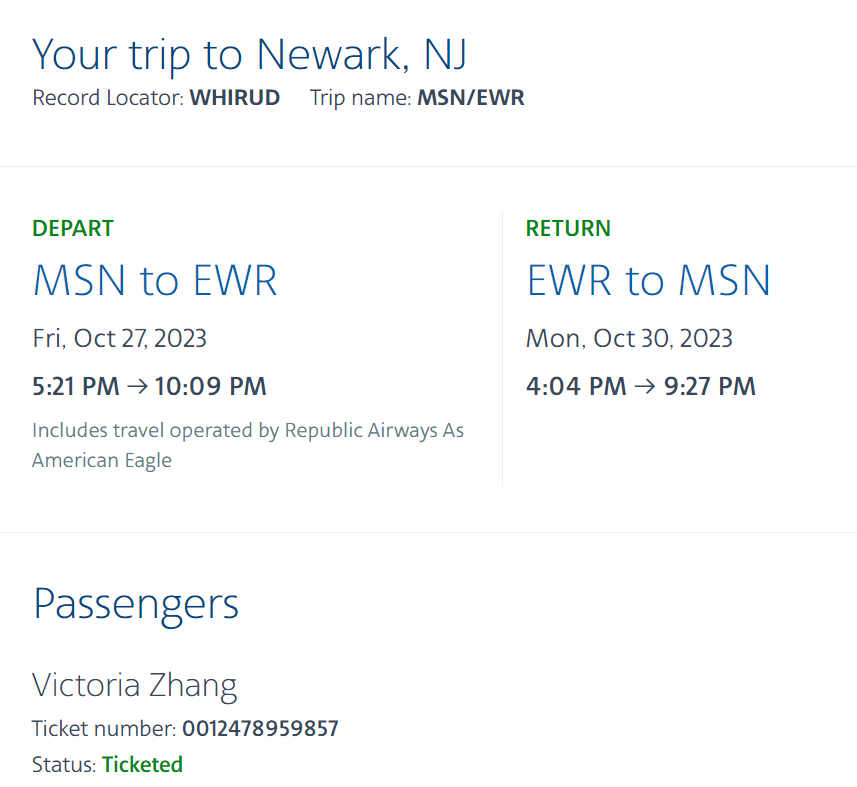 Your trip to Newark, NJ
Record Locator: WHIRUD Trip name: MSN/EWR
DEPART
MSN to EWR
Fri, Oct 27, 2023
5:21 PM → 10:09 PM
Includes travel operated by Republic Airways As
American Eagle
RETURN
EWR to MSN
Mon, Oct 30, 2023
4:04 PM → 9:27 PM
Passengers
Victoria Zhang
Ticket number: 0012478959857
Status: Ticketed